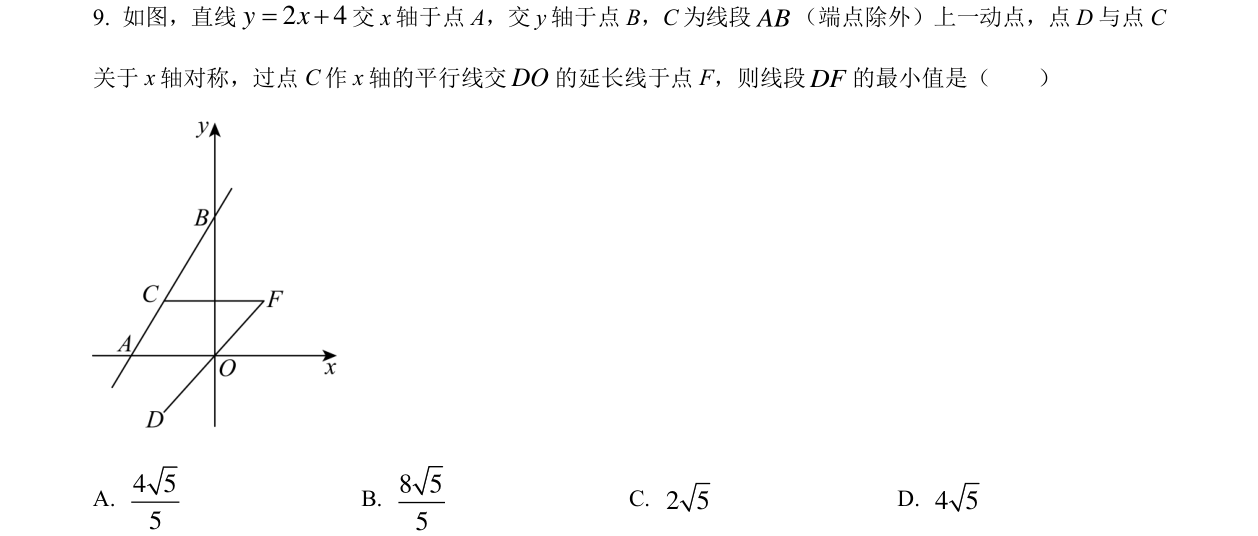 9. 如图，直线 y = 2x + 4 交 x 轴于点 A，交 y 轴于点 B，C 为线段 AB （端点除外）上一动点，点 D 与点 C
关于 x 轴对称，过点 C 作 x 轴的平行线交 DO 的延长线于点 F，则线段 DF 的最小值是（　　）
y
B
C
F
A
O
x
D
A. 4√5/5　　B. 8√5/5　　C. 2√5　　D. 4√5